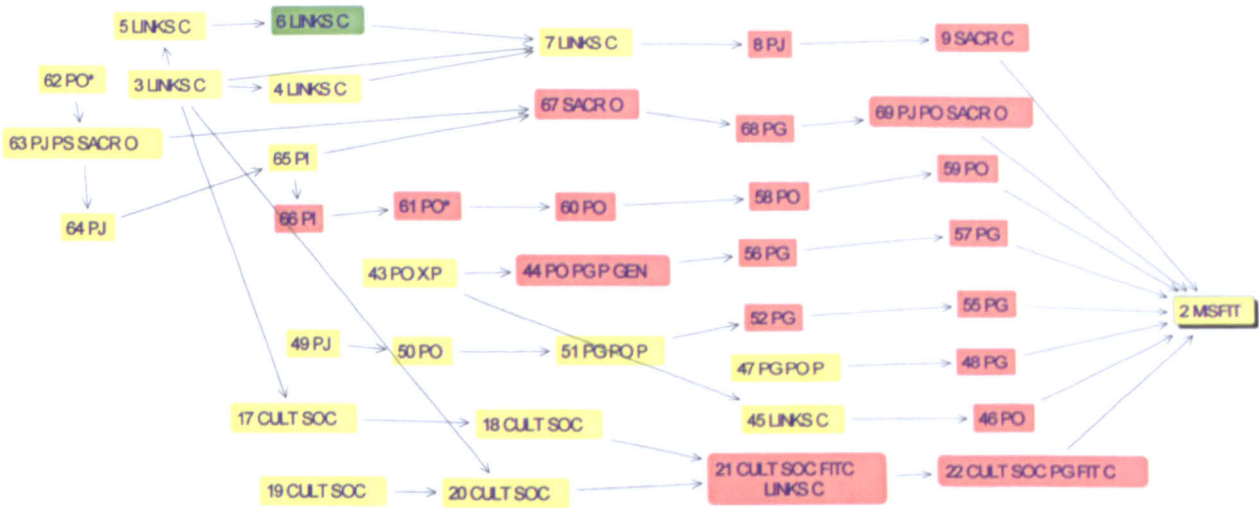 5 LINKS C
6 LINKS C
7 LINKS C
8 PJ
9 SACR C
62 PO*
3 LINKS C
4 LINKS C
67 SACR O
69 PJ PO SACR O
63 PJ PS SACR O
68 PG
65 PI
59 PO
64 PJ
66 PI
61 PO*
60 PO
58 PO
57 PG
43 PO X P
44 PO PG P GEN
56 PG
55 PG
2 MISFIT
49 PJ
50 PO
51 PG PO P
52 PG
47 PG PO P
48 PG
17 CULT SOC
18 CULT SOC
45 LINKS C
46 PO
19 CULT SOC
20 CULT SOC
21 CULT SOC FIT C
LINKS C
22 CULT SOC PG FIT C